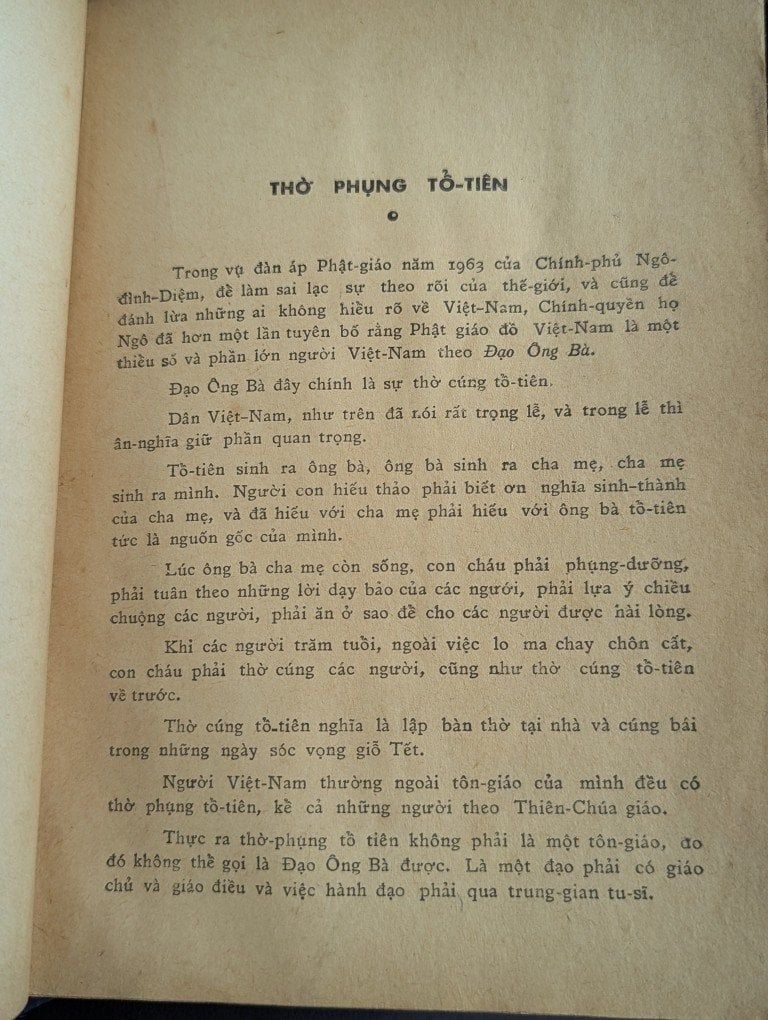 THỜ PHỤNG TỔ-TIÊN
Trong vụ đàn áp Phật-giáo năm 1963 của Chính-phủ Ngô-
đình-Diệm, để làm sai lạc sự theo rõi của thế-giới, và cũng để
đánh lừa những ai không hiểu rõ về Việt-Nam, Chính-quyền họ
Ngô đã hơn một lần tuyên bố rằng Phật giáo đồ Việt-Nam là một
thiểu số và phần lớn người Việt-Nam theo Đạo Ông Bà.
Đạo Ông Bà đây chính là sự thờ cúng tổ-tiên.
Dân Việt-Nam, như trên đã nói rất trọng lễ, và trong lễ thì
ân-nghĩa giữ phần quan trọng.
Tổ-tiên sinh ra ông bà, ông bà sinh ra cha mẹ, cha mẹ
sinh ra mình. Người con hiếu thảo phải biết ơn nghĩa sinh-thành
của cha mẹ, và đã hiếu với cha mẹ phải hiếu với ông bà tổ-tiên
tức là nguốn gốc của mình.
Lúc ông bà cha mẹ còn sống, con cháu phải phụng-dưỡng,
phải tuân theo những lời dạy bảo của các ngưới, phải lựa ý chiều
chuộng các người, phải ăn ở sao để cho các người được hài lòng.
Khi các người trăm tuổi, ngoài việc lo ma chay chôn cất,
con cháu phải thờ cúng các người, cũng như thờ cúng tổ-tiên
về trước.
Thờ cúng tổ-tiên nghĩa là lập bàn thờ tại nhà và cúng bái
trong những ngày sóc vọng giỗ Tết.
Người Việt-Nam thường ngoài tôn-giáo của mình đều có
thờ phụng tổ-tiên, kể cả những người theo Thiên-Chúa giáo.
Thực ra thờ-phụng tổ tiên không phải là một tôn-giáo, do
đó không thể gọi là Đạo Ông Bà được. Là một đạo phải có giáo
chủ và giáo điều và việc hành đạo phải qua trung-gian tu-sĩ.